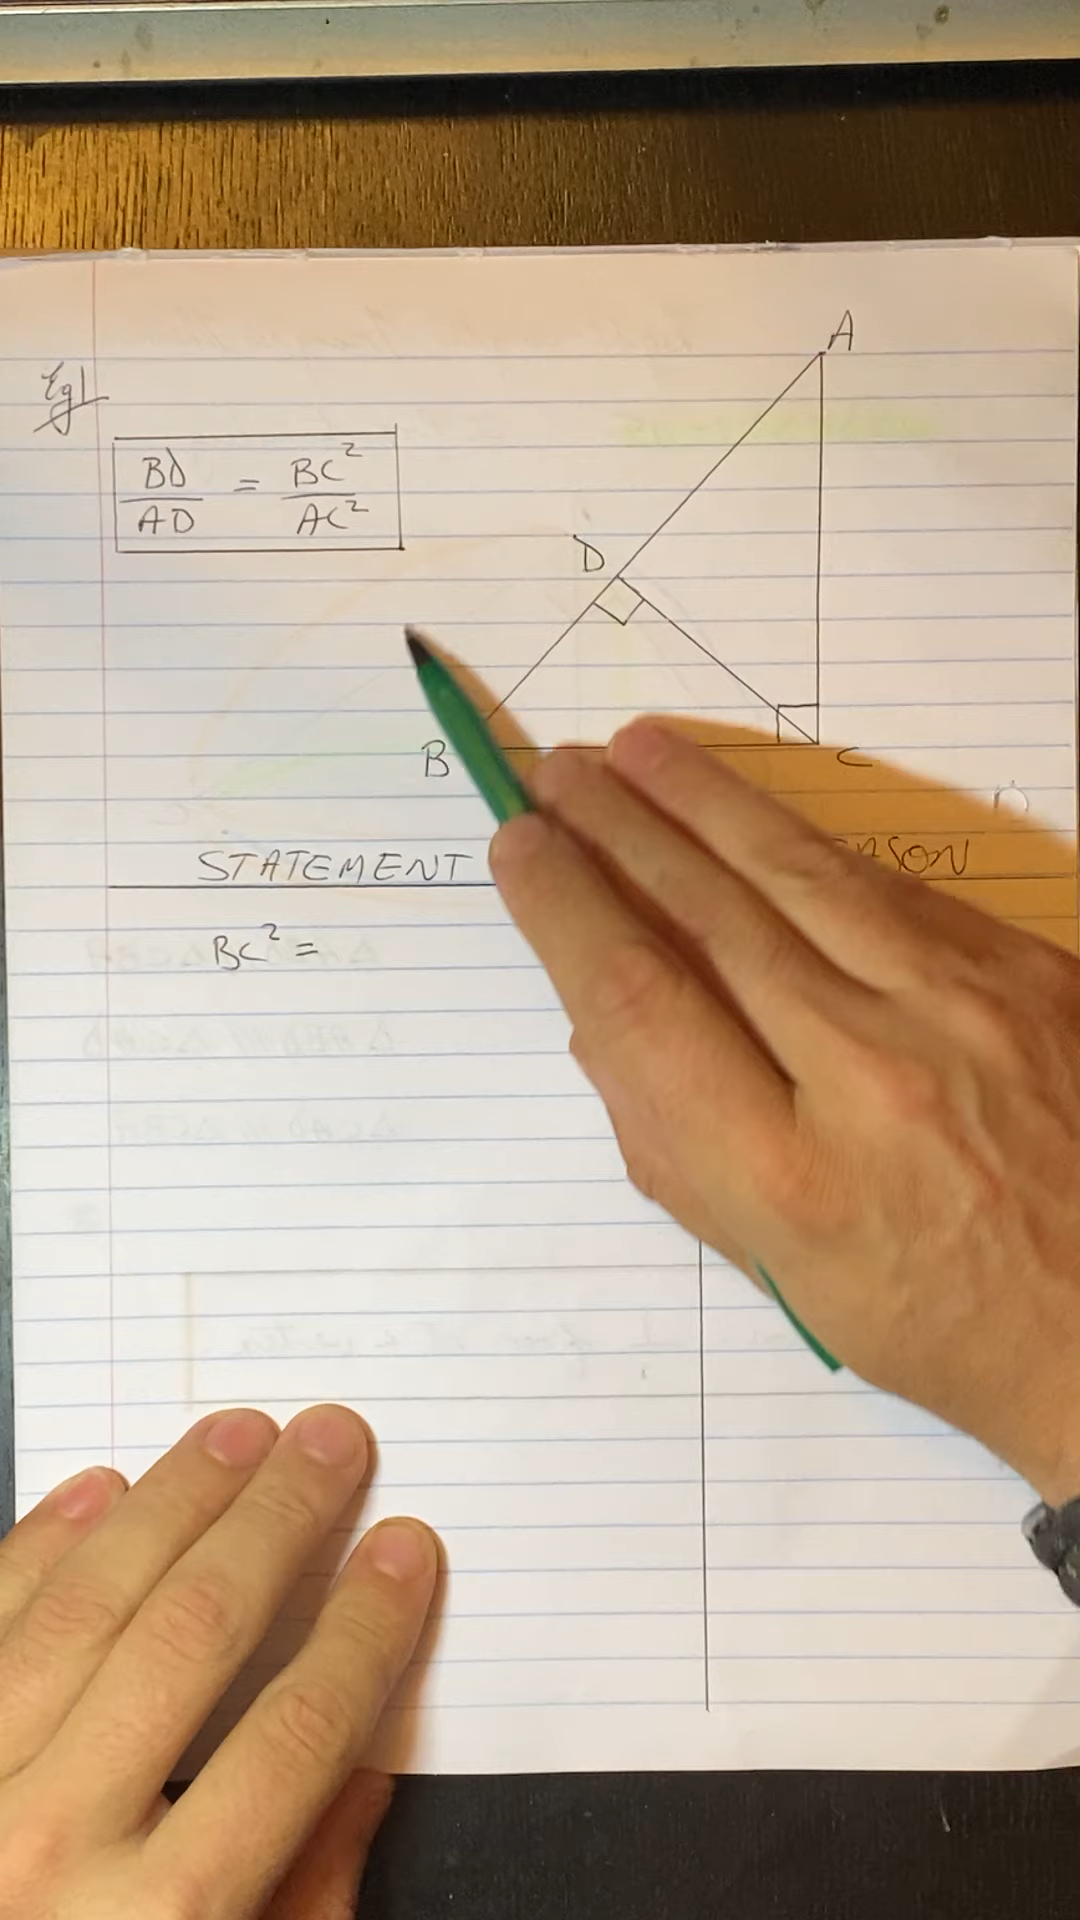 Eg1
BD/AD = BC²/AC²
A
D
B
C
STATEMENT
BC² =